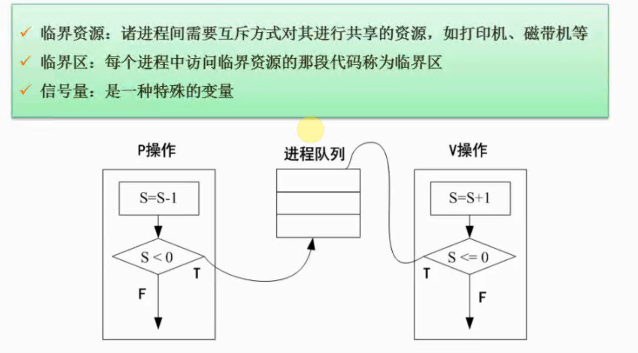 ✓ 临界资源：诸进程间需要互斥方式对其进行共享的资源，如打印机、磁带机等
✓ 临界区：每个进程中访问临界资源的那段代码称为临界区
✓ 信号量：是一种特殊的变量
P操作
进程队列
V操作
S=S-1
S=S+1
S < 0
S <= 0
T
T
F
F